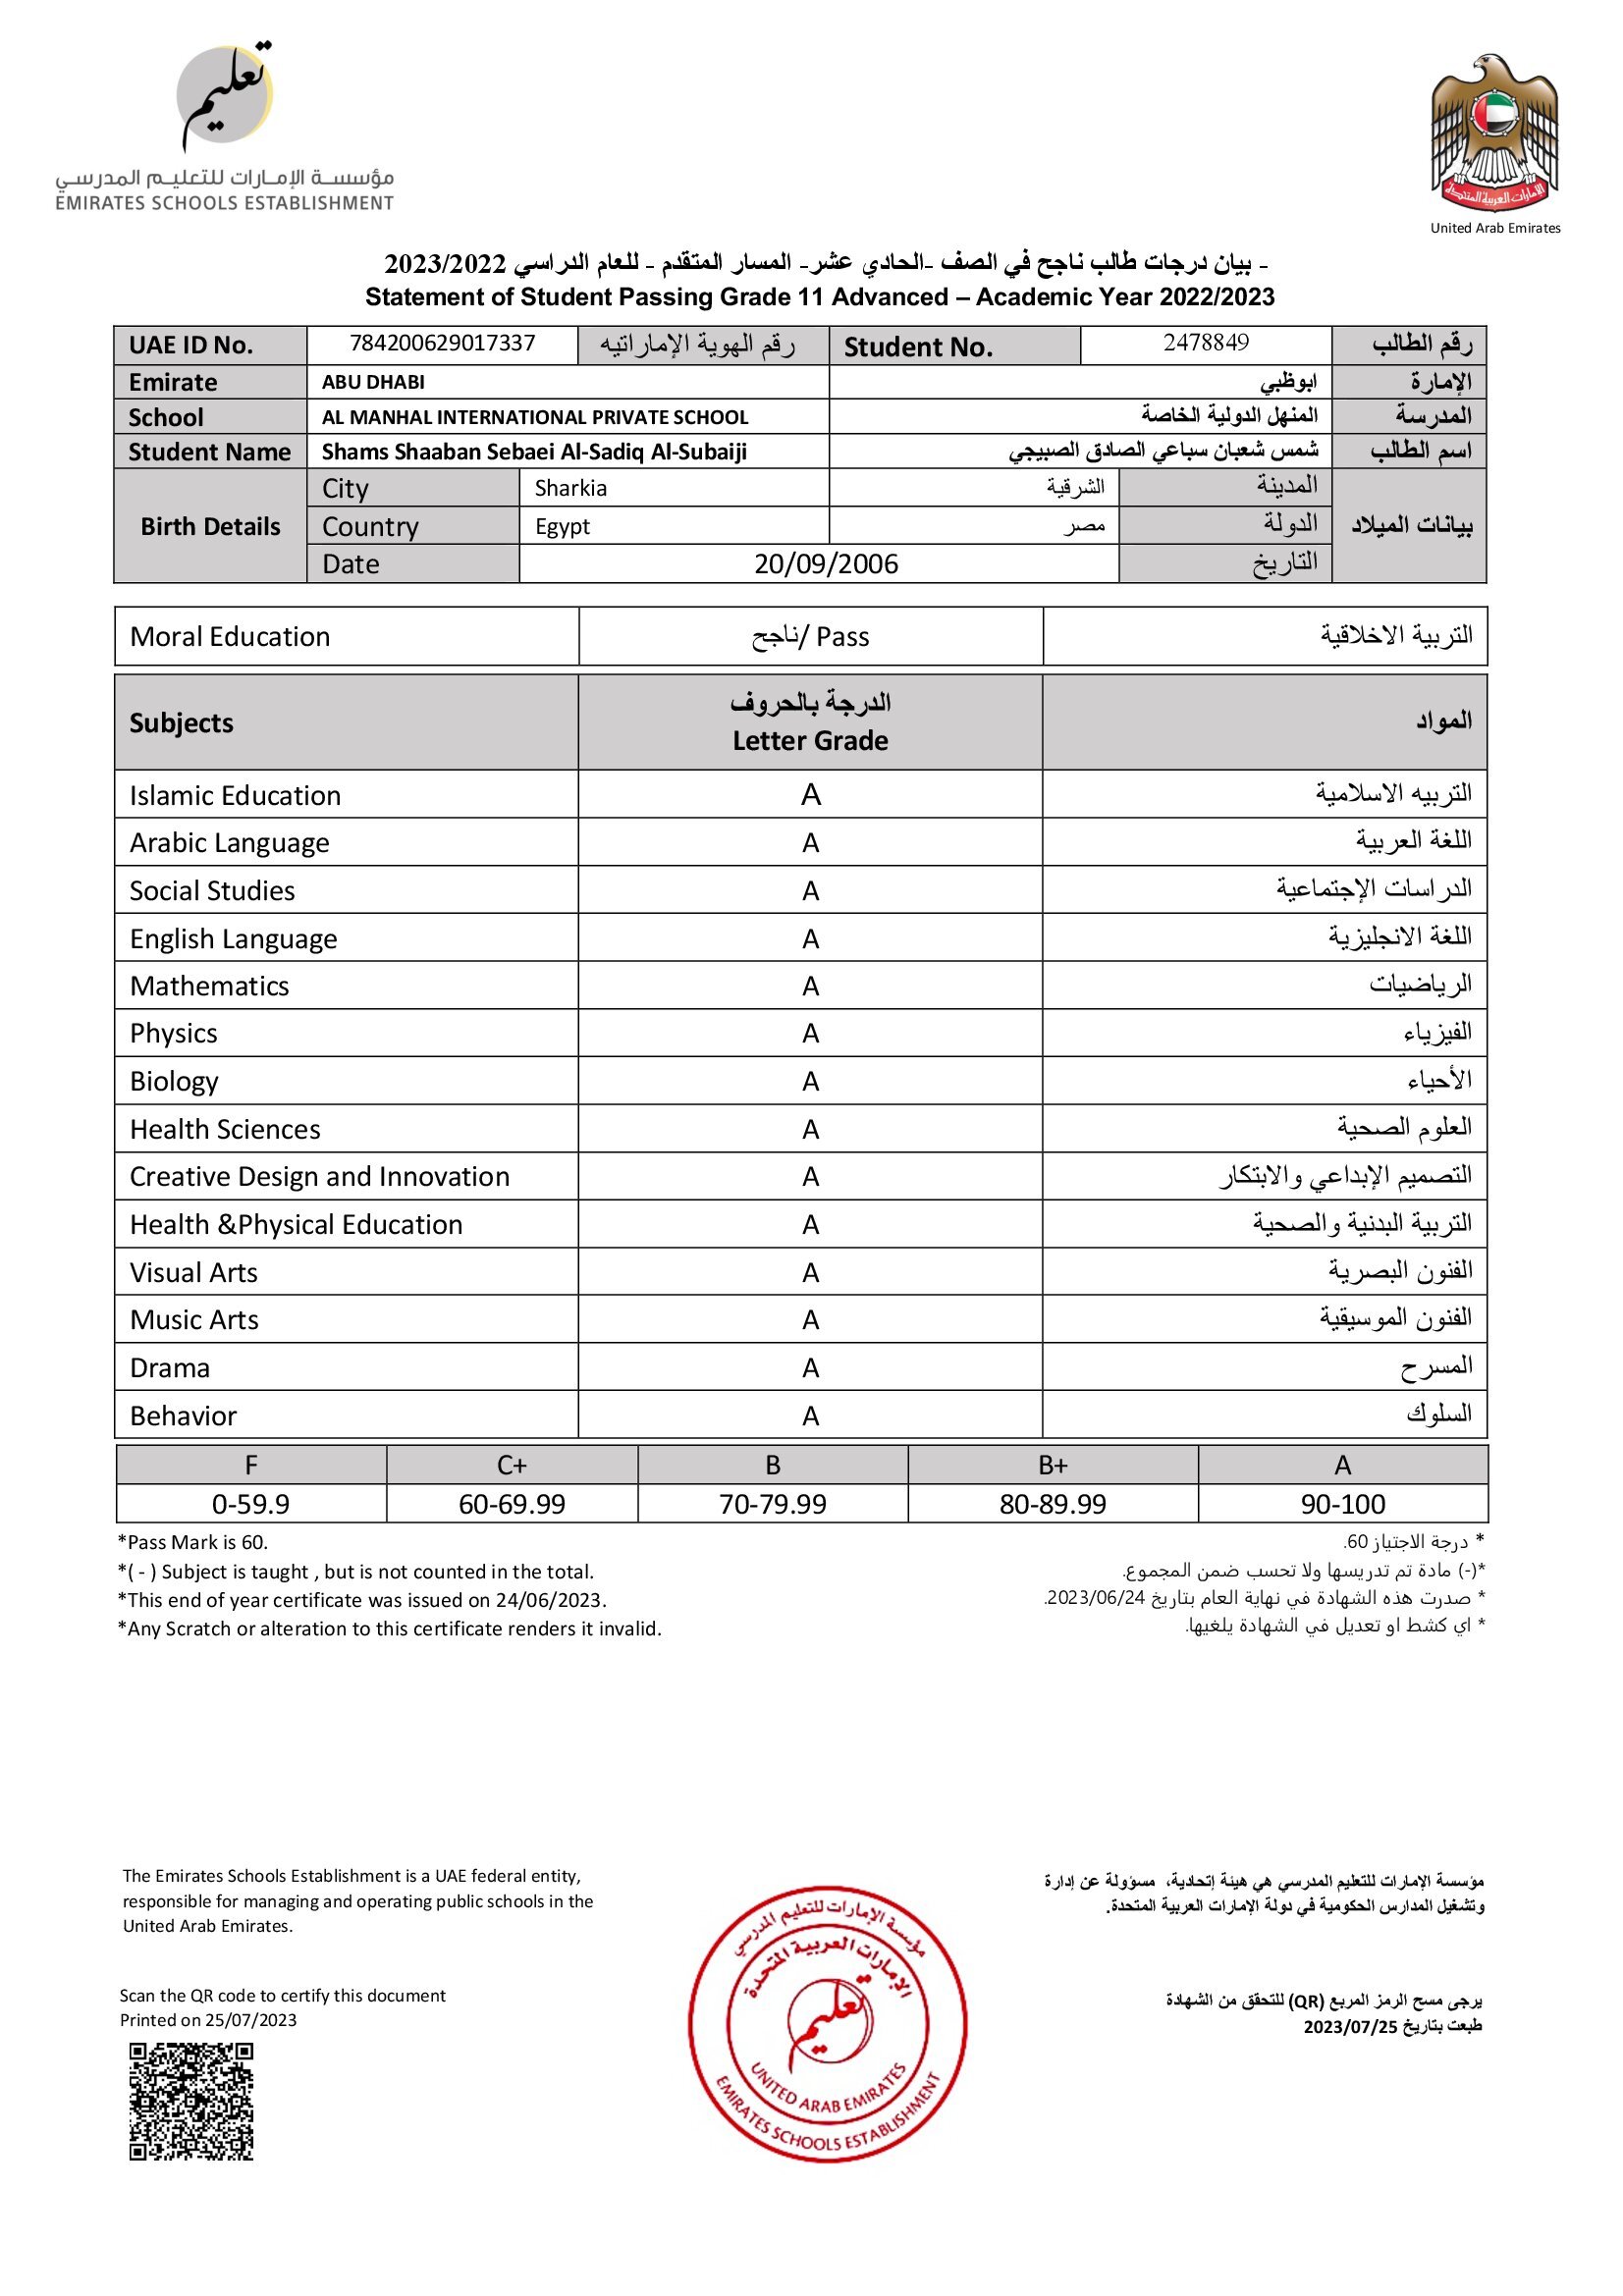 تعليم
مؤسسة الإمارات للتعليم المدرسي
EMIRATES SCHOOLS ESTABLISHMENT
الإمارات العربية المتحدة
United Arab Emirates
- بيان درجات طالب ناجح في الصف -الحادي عشر- المسار المتقدم - للعام الدراسي 2023/2022
Statement of Student Passing Grade 11 Advanced – Academic Year 2022/2023
UAE ID No. 784200629017337 رقم الهوية الإماراتيه Student No. 2478849 رقم الطالب
Emirate ABU DHABI ابوظبي الإمارة
School AL MANHAL INTERNATIONAL PRIVATE SCHOOL المنهل الدولية الخاصة المدرسة
Student Name Shams Shaaban Sebaei Al-Sadiq Al-Subaiji شمس شعبان سباعي الصادق الصبيجي اسم الطالب
Birth Details City Sharkia الشرقية المدينة بيانات الميلاد
Country Egypt مصر الدولة
Date 20/09/2006 التاريخ
Moral Education ناجح/ Pass التربية الاخلاقية
Subjects الدرجة بالحروف المواد
Letter Grade
Islamic Education A التربيه الاسلامية
Arabic Language A اللغة العربية
Social Studies A الدراسات الإجتماعية
English Language A اللغة الانجليزية
Mathematics A الرياضيات
Physics A الفيزياء
Biology A الأحياء
Health Sciences A العلوم الصحية
Creative Design and Innovation A التصميم الإبداعي والابتكار
Health &Physical Education A التربية البدنية والصحية
Visual Arts A الفنون البصرية
Music Arts A الفنون الموسيقية
Drama A المسرح
Behavior A السلوك
F C+ B B+ A
0-59.9 60-69.99 70-79.99 80-89.99 90-100
*Pass Mark is 60. * درجة الاجتياز 60.
*( - ) Subject is taught , but is not counted in the total. *(-) مادة تم تدريسها ولا تحسب ضمن المجموع.
*This end of year certificate was issued on 24/06/2023. * صدرت هذه الشهادة في نهاية العام بتاريخ 2023/06/24.
*Any Scratch or alteration to this certificate renders it invalid. * اي كشط او تعديل في الشهادة يلغيها.
The Emirates Schools Establishment is a UAE federal entity,
responsible for managing and operating public schools in the
United Arab Emirates.
مؤسسة الإمارات للتعليم المدرسي هي هيئة إتحادية، مسؤولة عن إدارة
وتشغيل المدارس الحكومية في دولة الإمارات العربية المتحدة.
Scan the QR code to certify this document
Printed on 25/07/2023
يرجى مسح الرمز المربع (QR) للتحقق من الشهادة
طبعت بتاريخ 2023/07/25
مؤسسة الإمارات للتعليم المدرسي
الإمارات العربية المتحدة
تعليم
UNITED ARAB EMIRATES
EMIRATES SCHOOLS ESTABLISHMENT